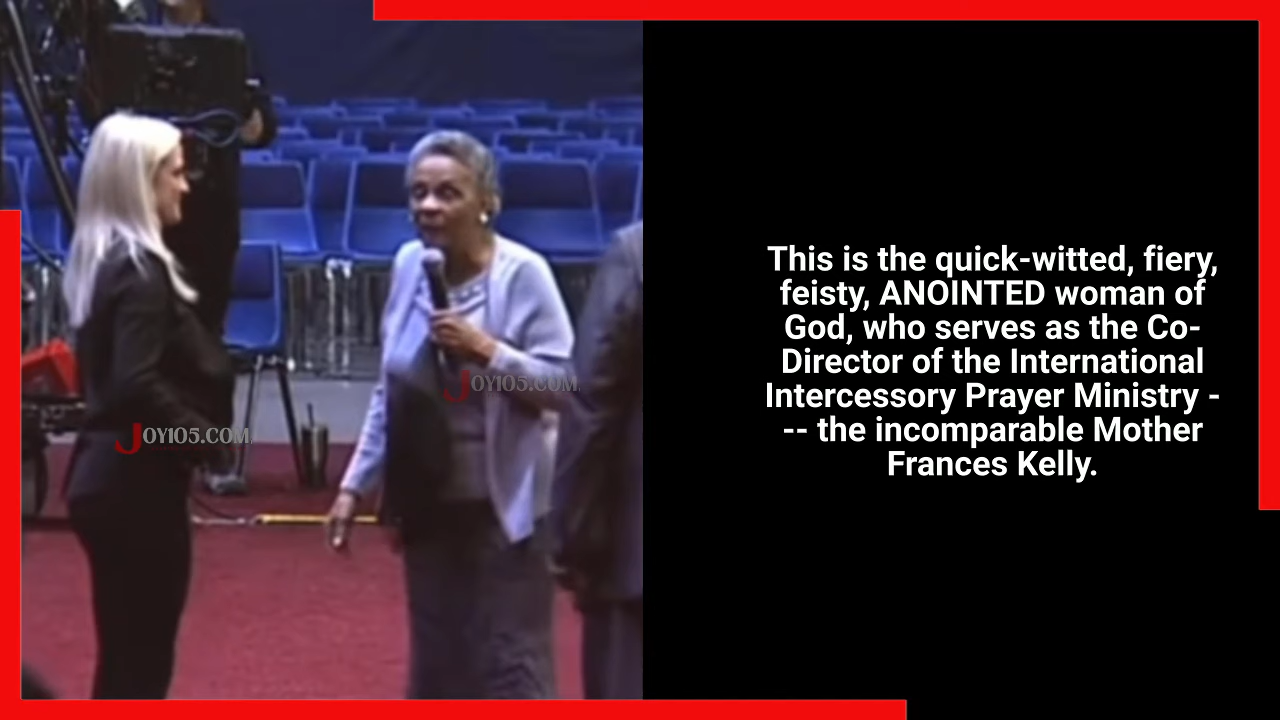 This is the quick-witted, fiery,
feisty, ANOINTED woman of
God, who serves as the Co-
Director of the International
Intercessory Prayer Ministry -
-- the incomparable Mother
Frances Kelly.
JOY105.COM
JOY105.COM